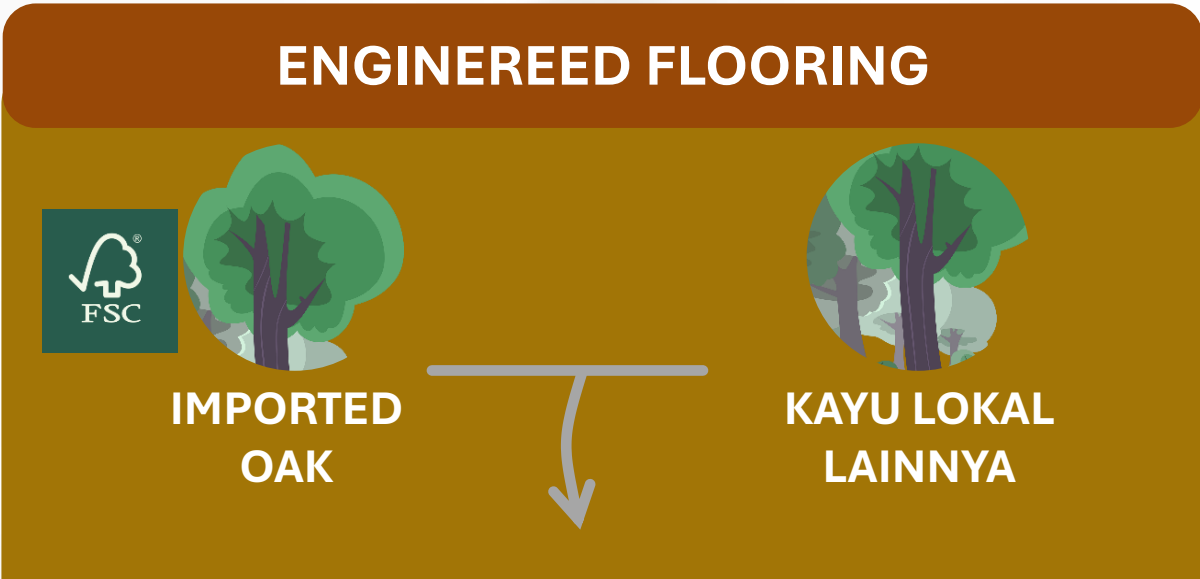 ENGINEREED FLOORING
®
FSC
IMPORTED
OAK
KAYU LOKAL
LAINNYA